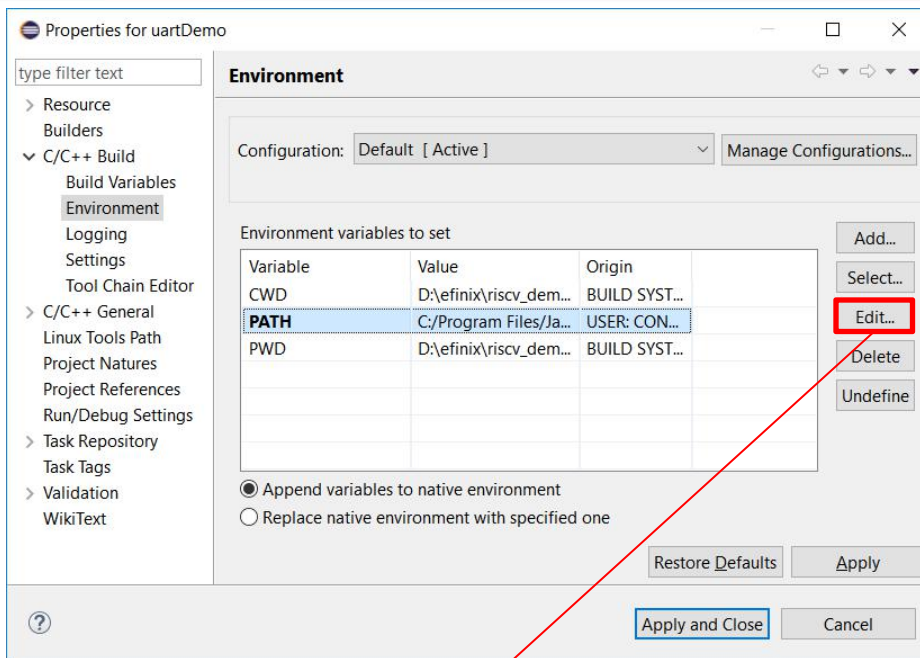 Properties for uartDemo
type filter text
Resource
Builders
C/C++ Build
Build Variables
Environment
Logging
Settings
Tool Chain Editor
C/C++ General
Linux Tools Path
Project Natures
Project References
Run/Debug Settings
Task Repository
Task Tags
Validation
WikiText
Environment
Configuration: Default [ Active ] Manage Configurations...
Environment variables to set
Variable Value Origin
CWD D:\efinix\riscv_dem... BUILD SYST...
PATH C:/Program Files/Ja... USER: CON...
PWD D:\efinix\riscv_dem... BUILD SYST...
Add...
Select...
Edit...
Delete
Undefine
Append variables to native environment
Replace native environment with specified one
Restore Defaults Apply
Apply and Close Cancel